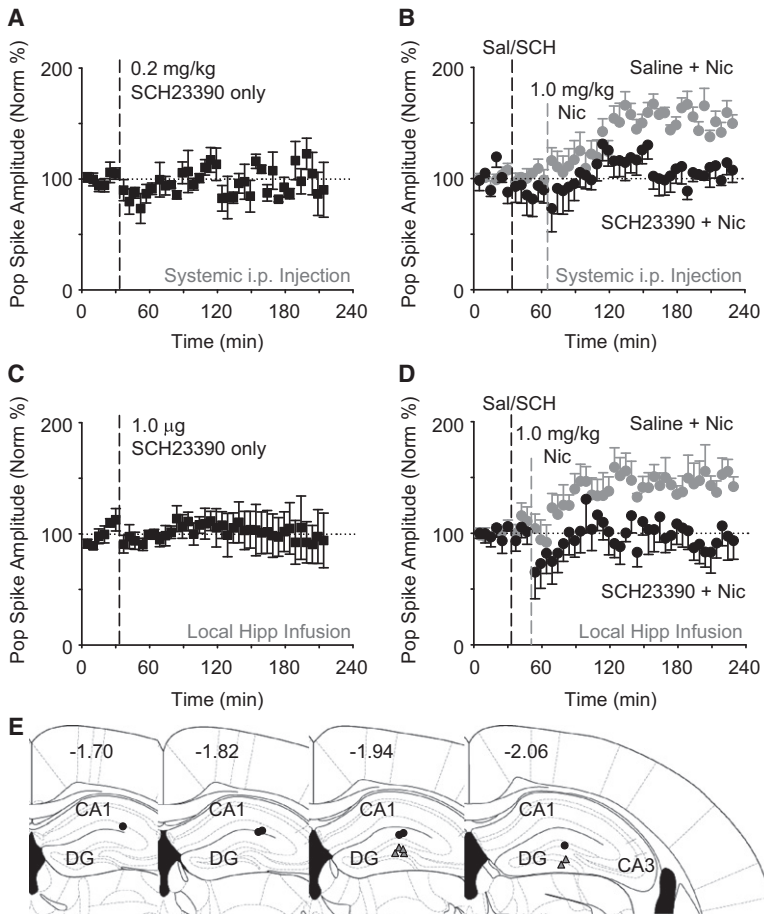 A
Pop Spike Amplitude (Norm %)
200
100
0
0.2 mg/kg
SCH23390 only
Systemic i.p. Injection
0 60 120 180 240
Time (min)
B
Pop Spike Amplitude (Norm %)
200
100
0
Sal/SCH
1.0 mg/kg
Nic
Saline + Nic
SCH23390 + Nic
Systemic i.p. Injection
0 60 120 180 240
Time (min)
C
Pop Spike Amplitude (Norm %)
200
100
0
1.0 µg
SCH23390 only
Local Hipp Infusion
0 60 120 180 240
Time (min)
D
Pop Spike Amplitude (Norm %)
200
100
0
Sal/SCH
1.0 mg/kg
Nic
Saline + Nic
SCH23390 + Nic
Local Hipp Infusion
0 60 120 180 240
Time (min)
E
-1.70 -1.82 -1.94 -2.06
CA1 CA1 CA1 CA1
DG DG DG DG CA3